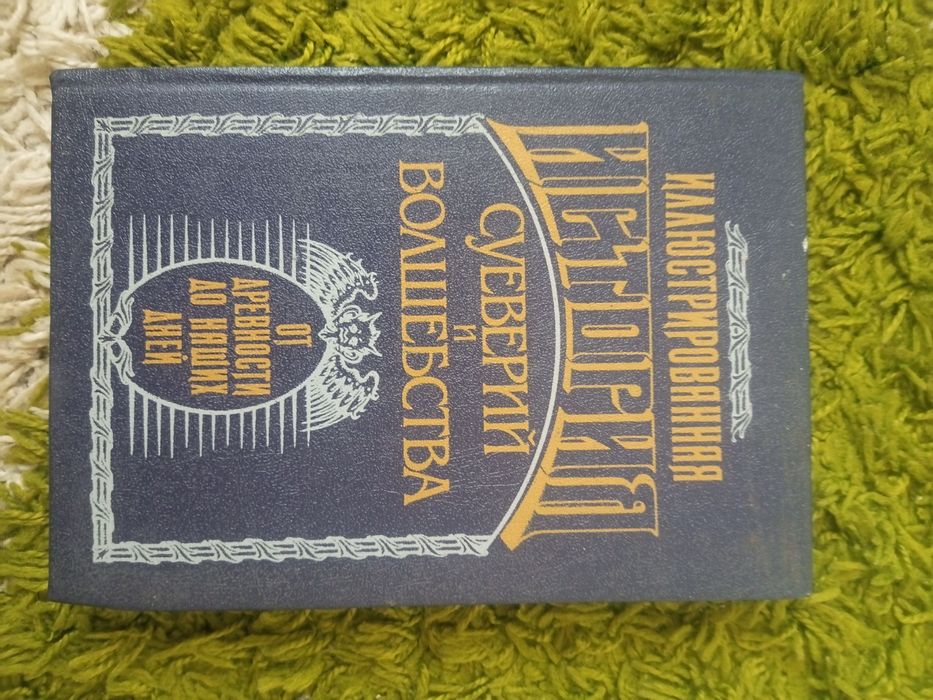 ИЛЛЮСТРИРОВАННАЯ
ИСТОРИЯ
СУЕВЕРИЙ
И
ВОЛШЕБСТВА
ОТ
ДРЕВНОСТИ
ДО НАШИХ
ДНЕЙ